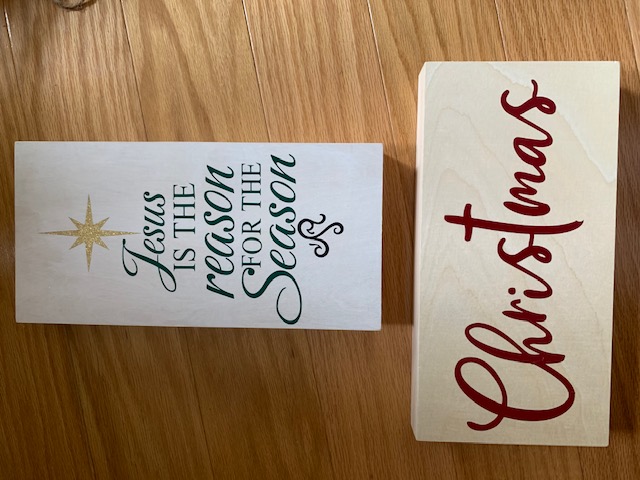 Jesus
IS THE
reason
FOR THE
Season
Christmas